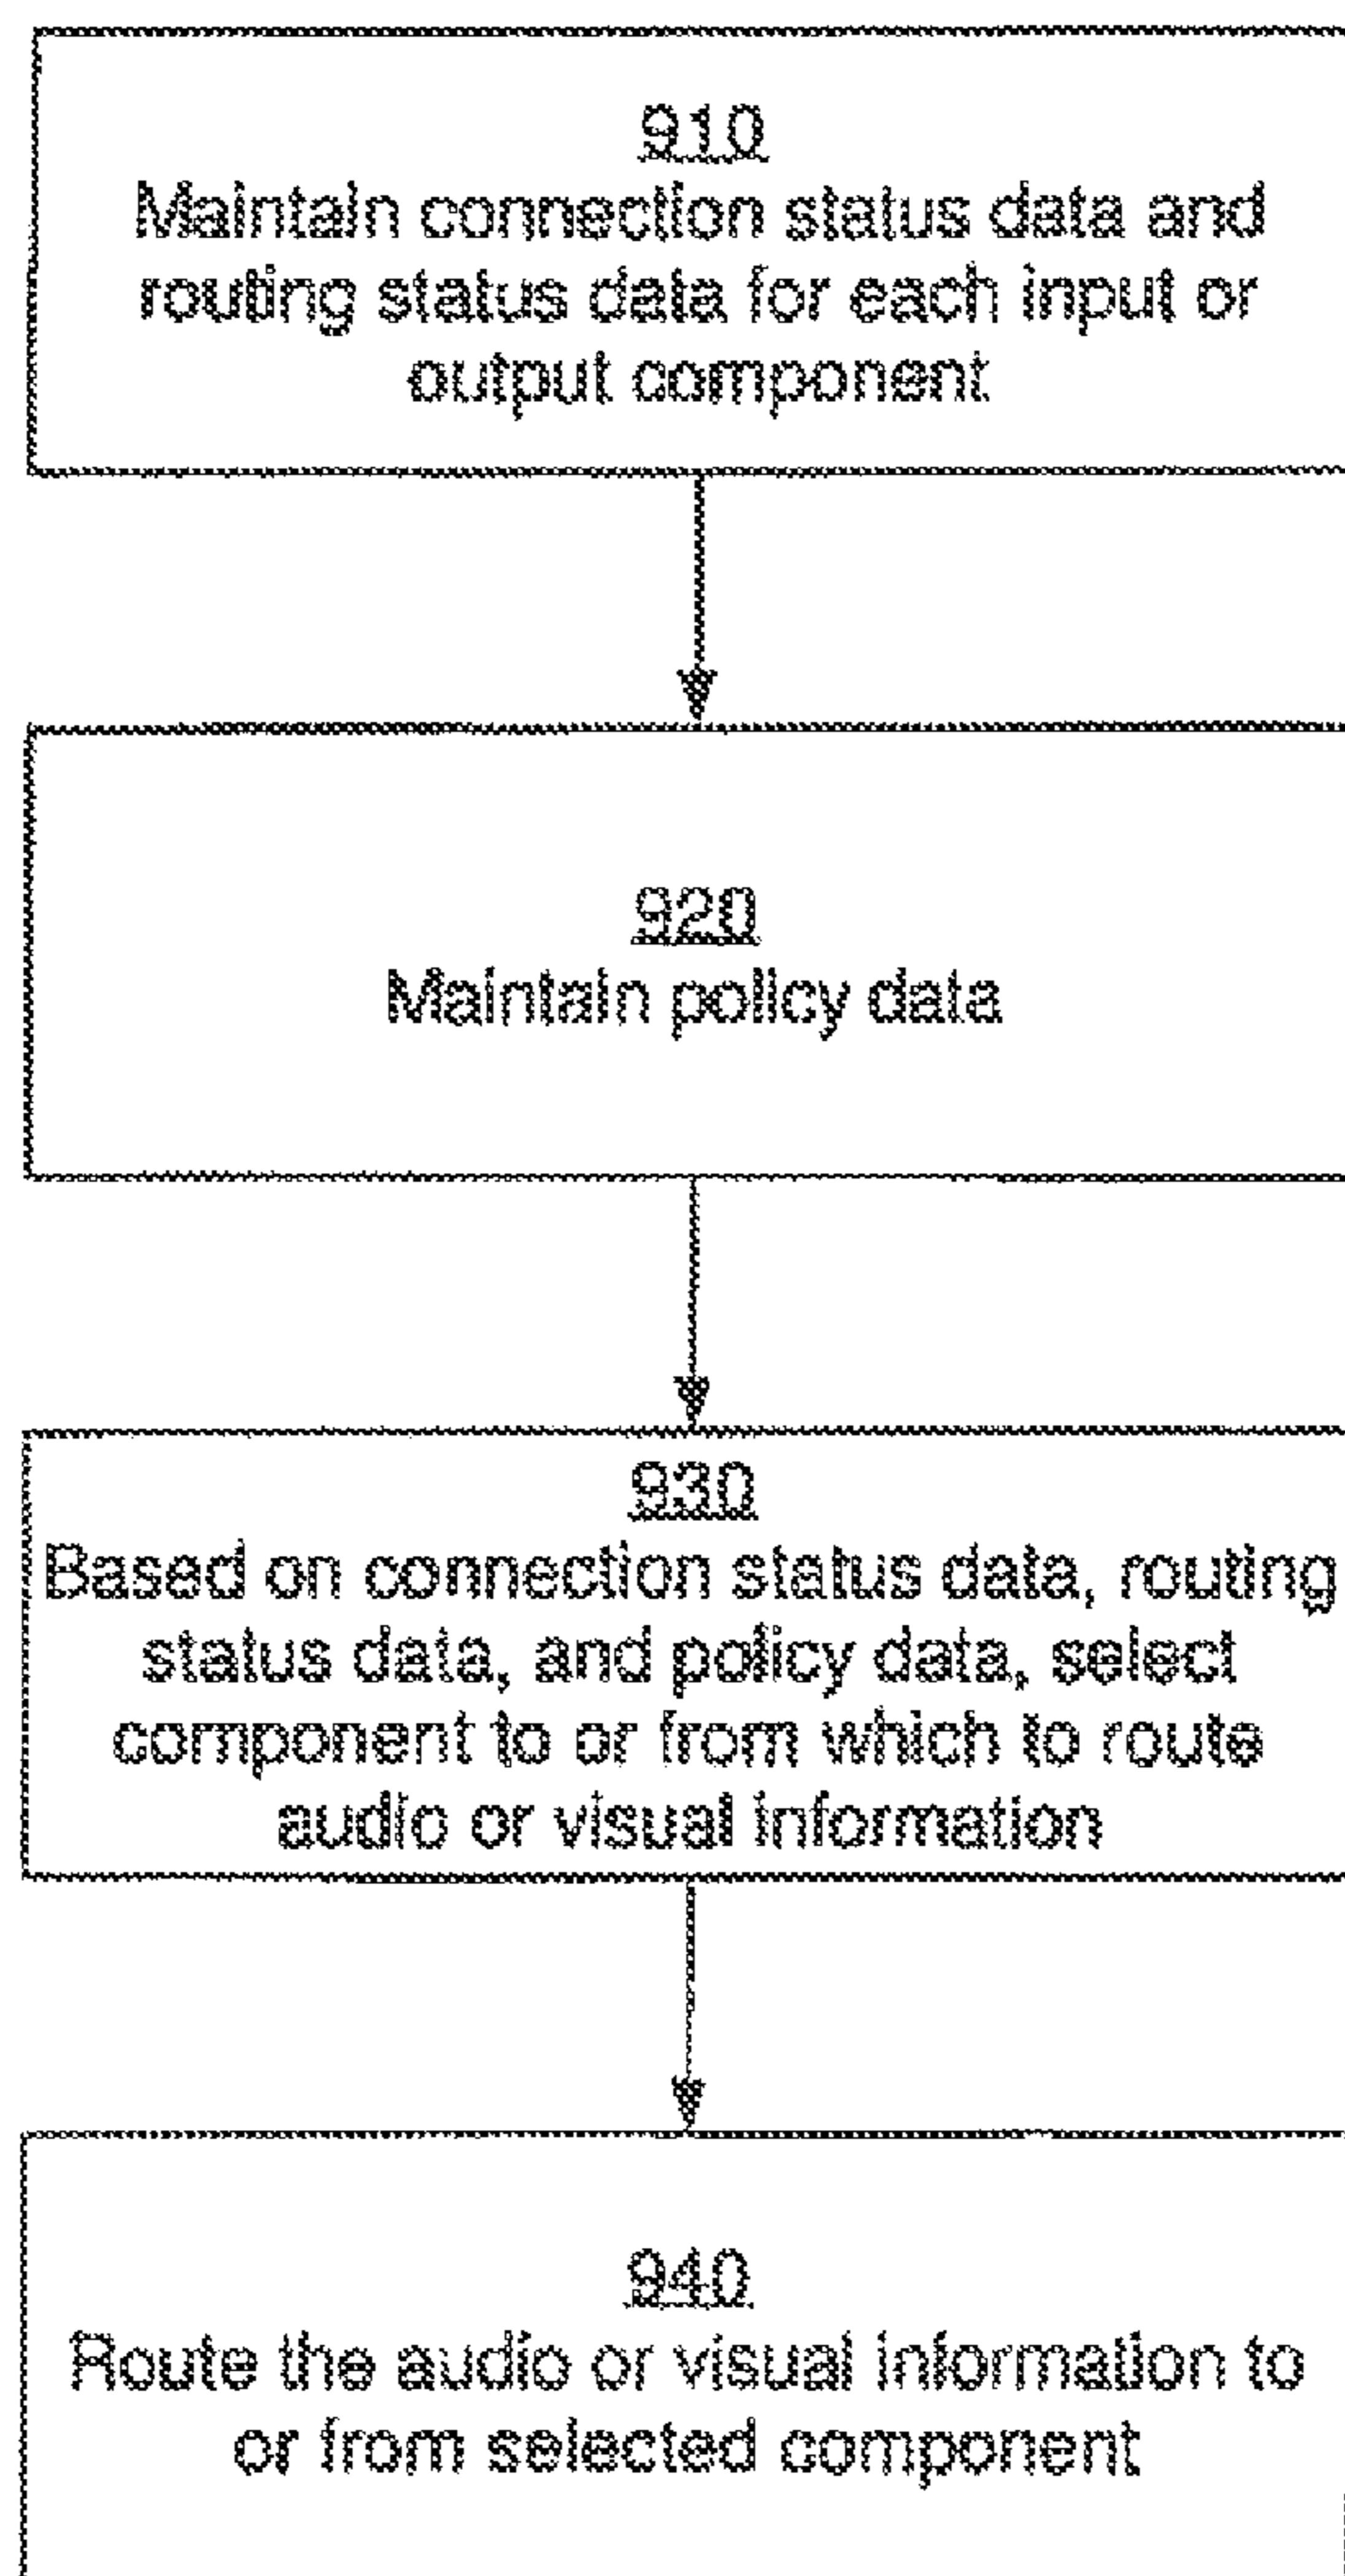 910
Maintain connection status data and
routing status data for each input or
output component
920
Maintain policy data
930
Based on connection status data, routing
status data, and policy data, select
component to or from which to route
audio or visual information
940
Route the audio or visual information to
or from selected component